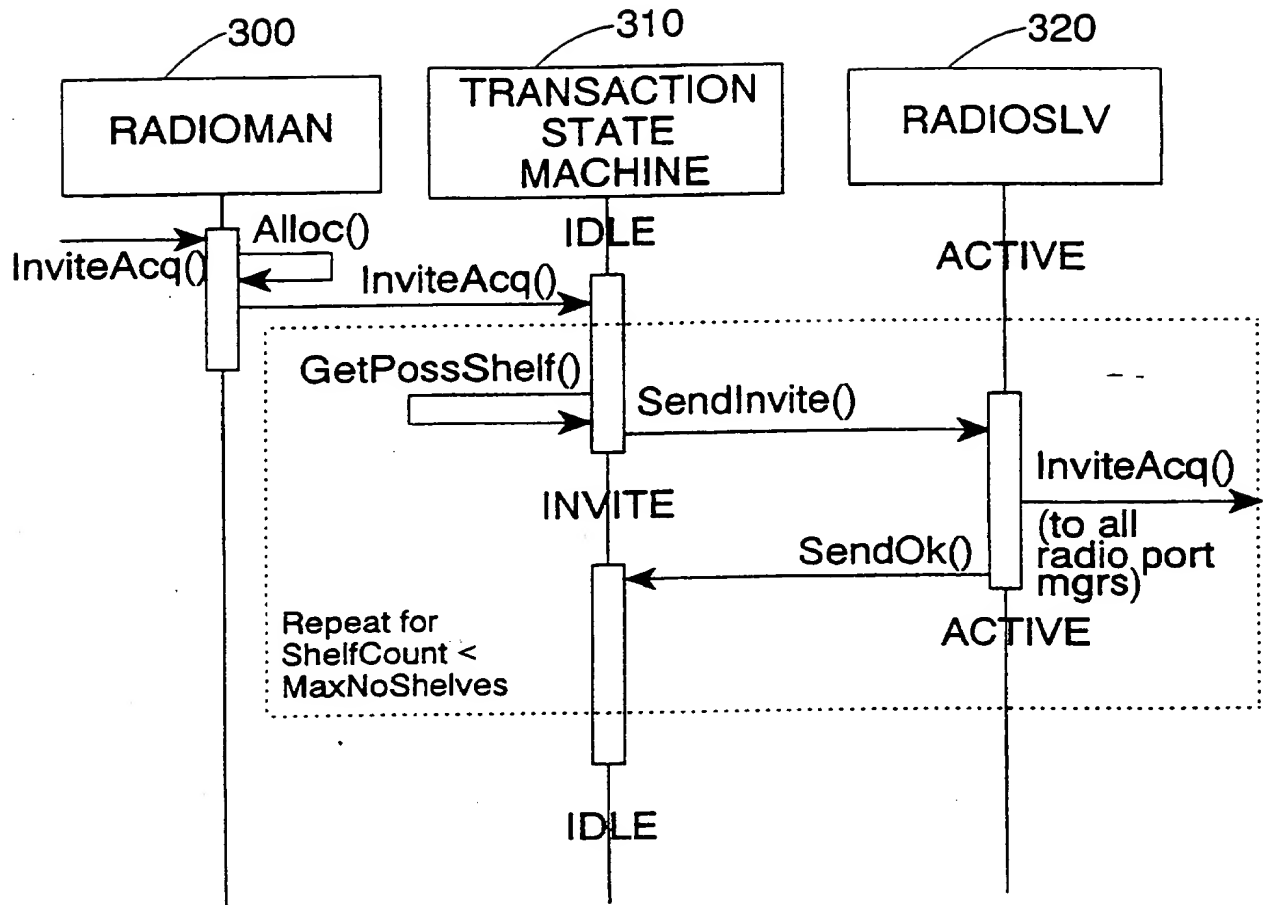 300
310
320
RADIOMAN
TRANSACTION
STATE
MACHINE
RADIOSLV
Alloc()
IDLE
ACTIVE
InviteAcq()
InviteAcq()
GetPossShelf()
SendInvite()
InviteAcq()
INVITE
(to all
radio port
mgrs)
SendOk()
ACTIVE
Repeat for
ShelfCount <
MaxNoShelves
IDLE